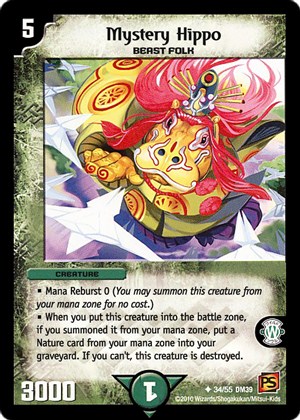 5
Mystery Hippo
BEAST FOLK
CREATURE
■ Mana Reburst 0 (You may summon this creature from
your mana zone for no cost.)
■ When you put this creature into the battle zone,
if you summoned it from your mana zone, put a
Nature card from your mana zone into your
graveyard. If you can't, this creature is destroyed.
W
3000
1
◆ 34/55 DM39
©2010 Wizards/Shogakukan/Mitsui-Kids
PS